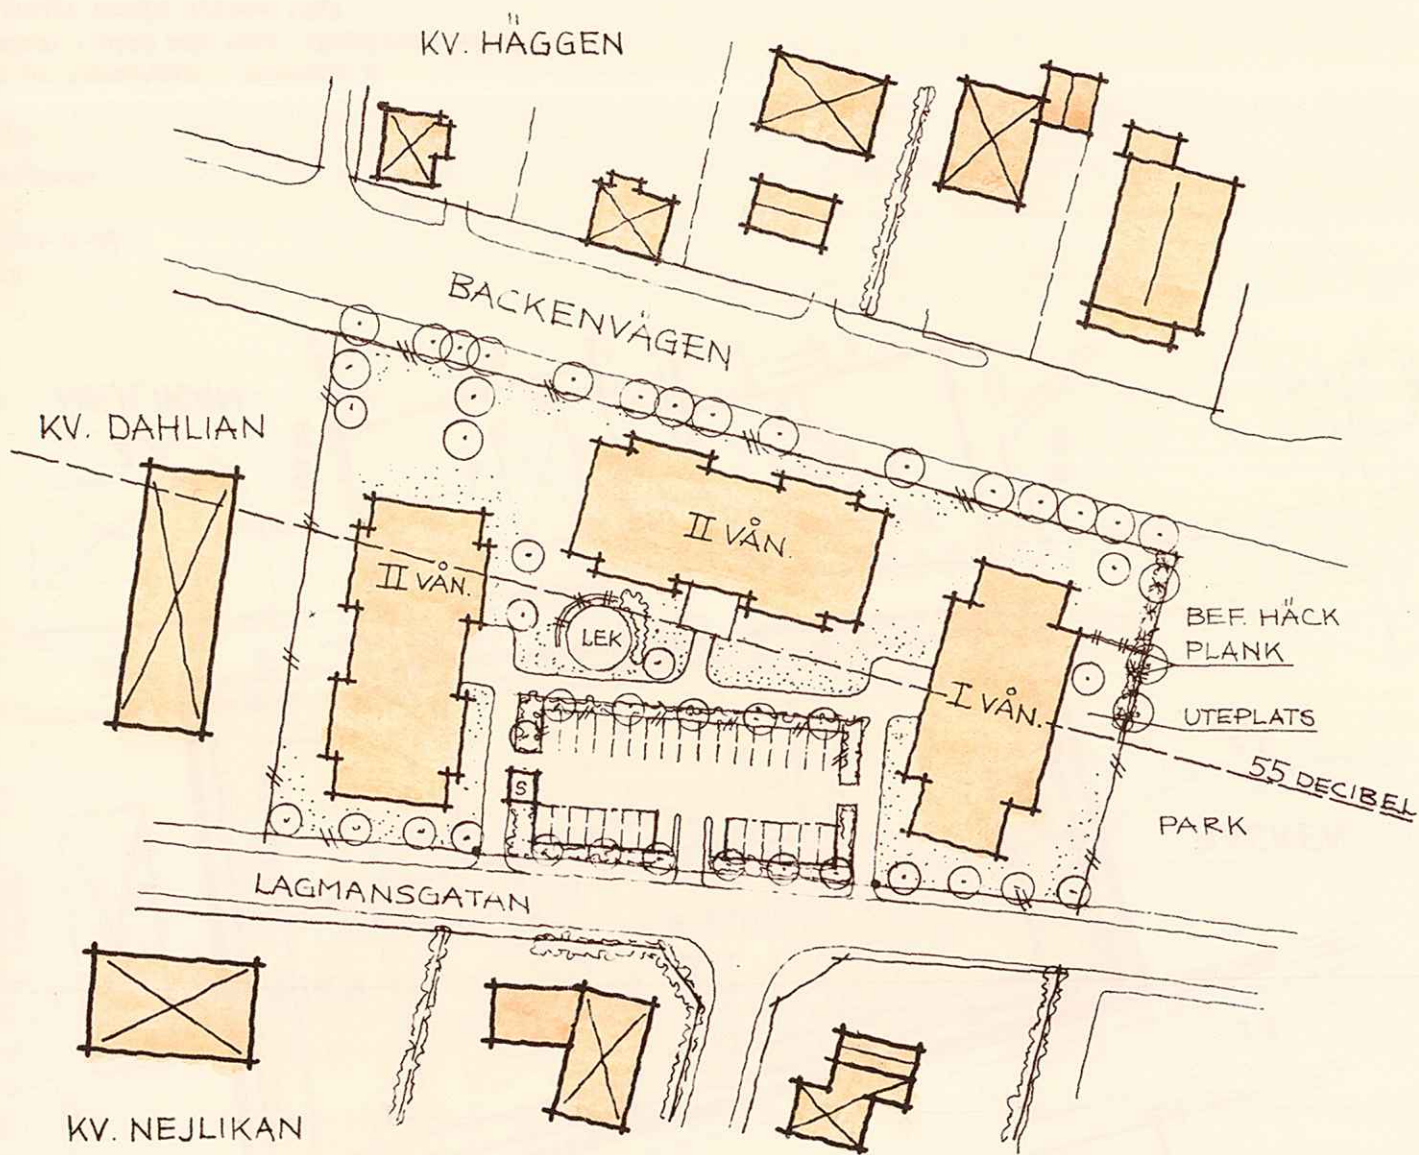 KV. HÄGGEN
BACKENVÄGEN
KV. DAHLIAN
II VÅN.
II VÅN.
LEK
BEF. HÄCK
PLANK
I VÅN.
UTEPLATS
55 DECIBEL
S
PARK
LAGMANSGATAN
KV. NEJLIKAN